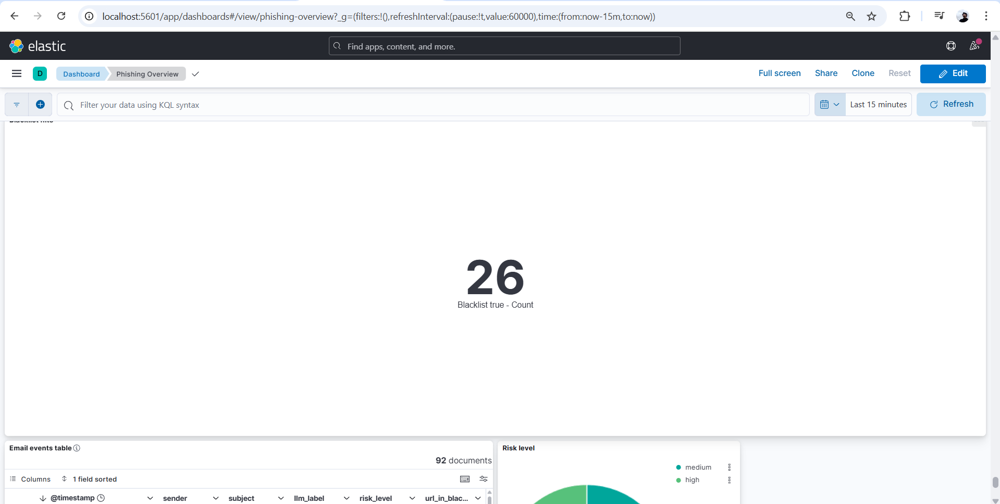 localhost:5601/app/dashboards#/view/phishing-overview?_g=(filters:!(),refreshInterval:(pause:!t,value:60000),time:(from:now-15m,to:now))
elastic
Find apps, content, and more.
D
Dashboard
Phishing Overview
Full screen
Share
Clone
Reset
Edit
Filter your data using KQL syntax
Last 15 minutes
Refresh
Blacklist hits
26
Blacklist true - Count
Email events table
92 documents
Columns
1 field sorted
@timestamp
sender
subject
llm_label
risk_level
url_in_blac...
Risk level
medium
high